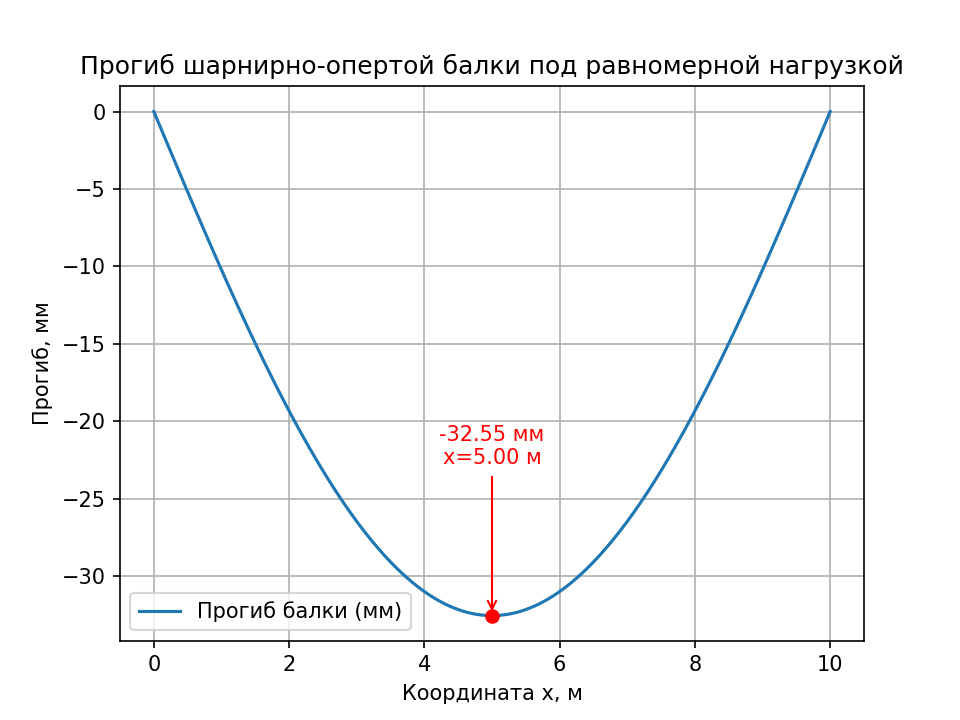 Прогиб шарнирно-опертой балки под равномерной нагрузкой
0
−5
−10
−15
−20
−25
−30
Прогиб, мм
-32.55 мм
x=5.00 м
Прогиб балки (мм)
0
2
4
6
8
10
Координата x, м